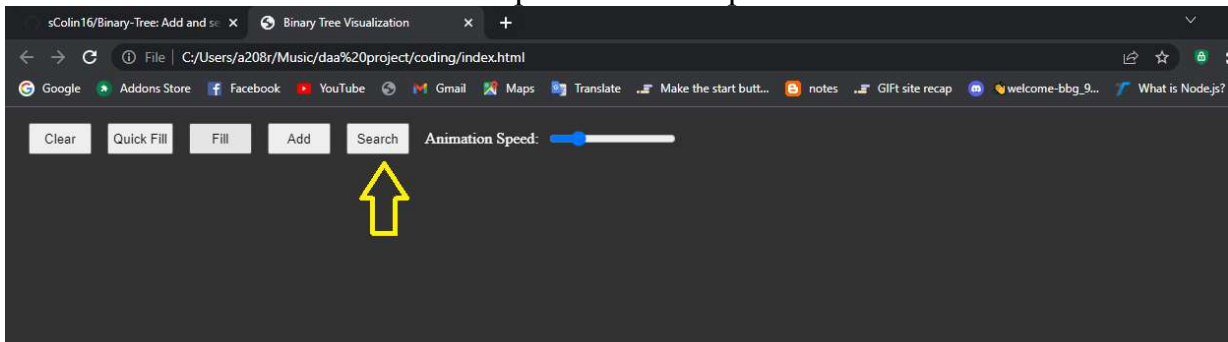 sColin16/Binary-Tree: Add and se
Binary Tree Visualization
File | C:/Users/a208r/Music/daa%20project/coding/index.html
Google Addons Store Facebook YouTube Gmail Maps Translate Make the start butt... notes GIFt site recap welcome-bbg_9... What is Node.js?
Clear Quick Fill Fill Add Search Animation Speed: